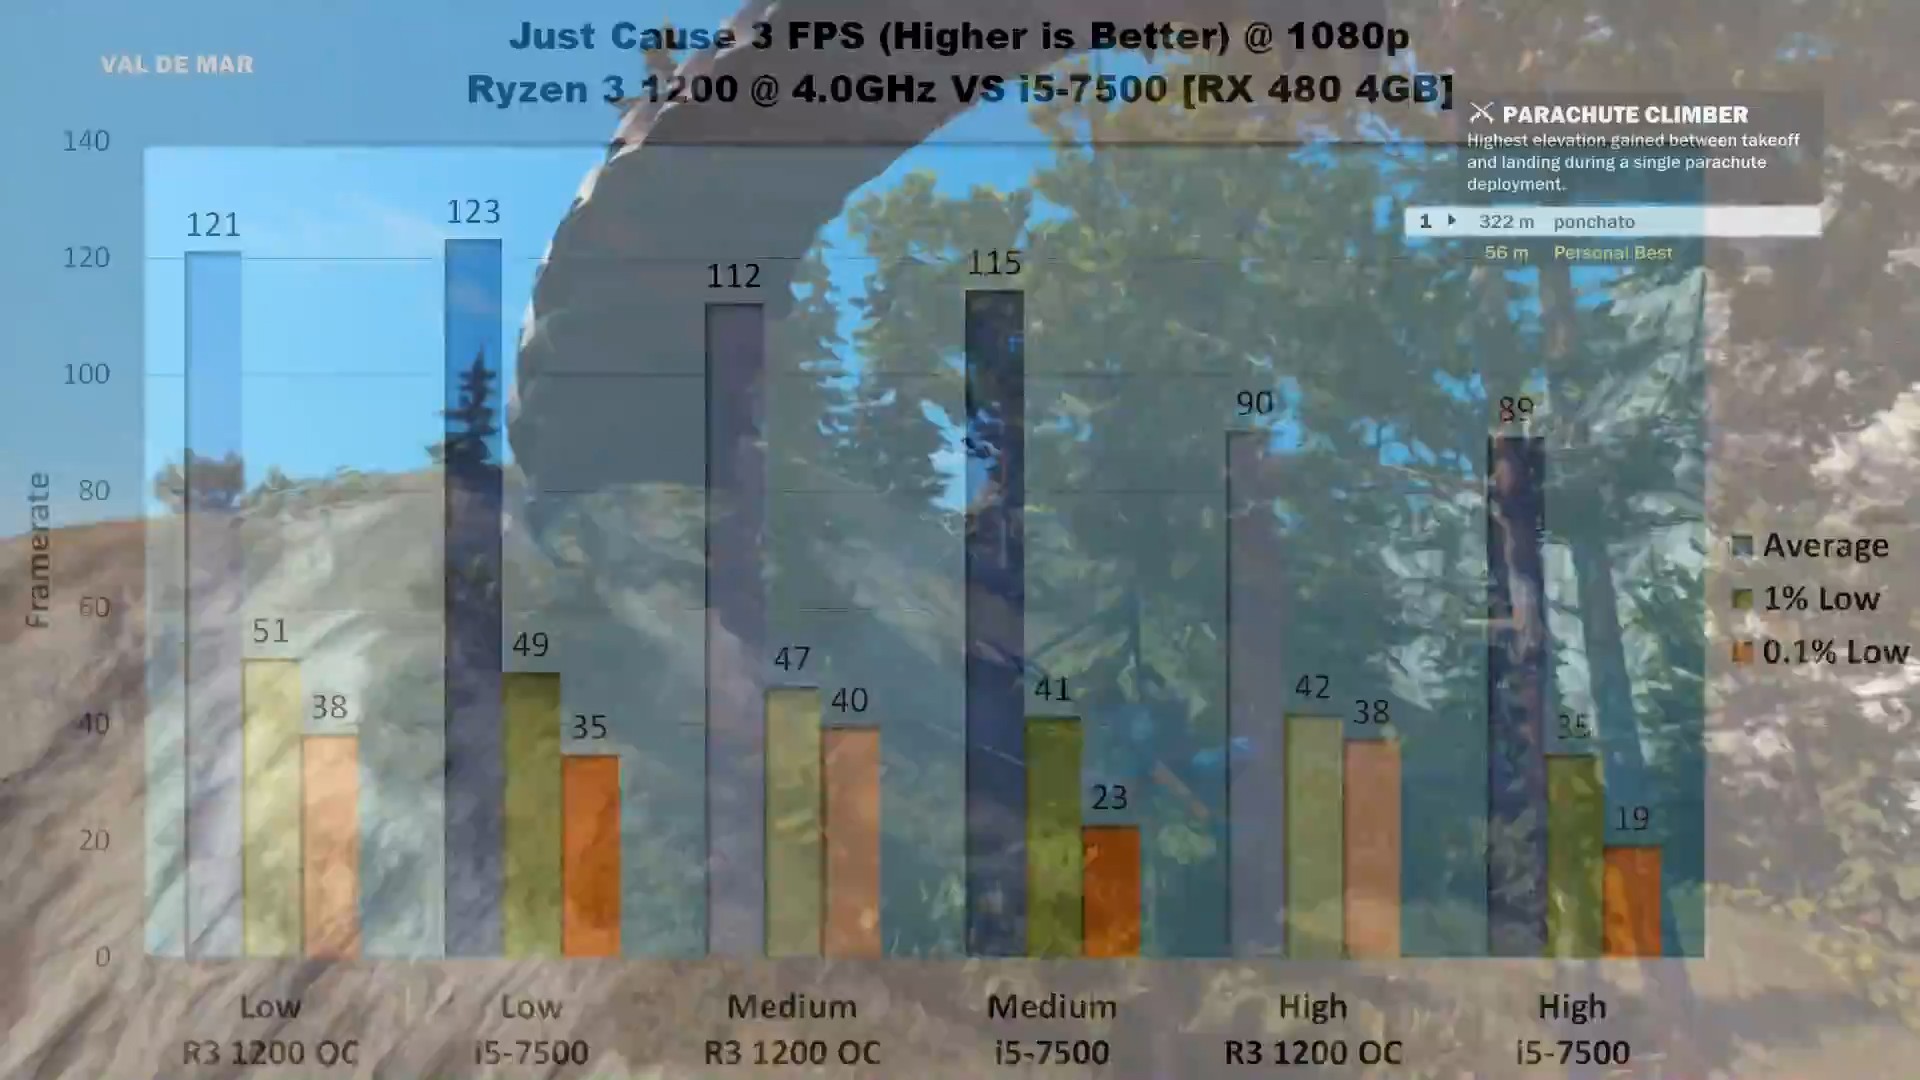 Just Cause 3 FPS (Higher is Better) @ 1080p
Ryzen 3 1200 @ 4.0GHz VS i5-7500 [RX 480 4GB]
VAL DE MAR
PARACHUTE CLIMBER
Highest elevation gained between takeoff
and landing during a single parachute
deployment.
1 322 m ponchato
56 m Personal Best
Framerate
140
120
100
80
60
40
20
0
121
51
38
123
49
35
112
47
40
115
41
23
90
42
38
89
35
19
Average
1% Low
0.1% Low
Low
R3 1200 OC
Low
i5-7500
Medium
R3 1200 OC
Medium
i5-7500
High
R3 1200 OC
High
i5-7500